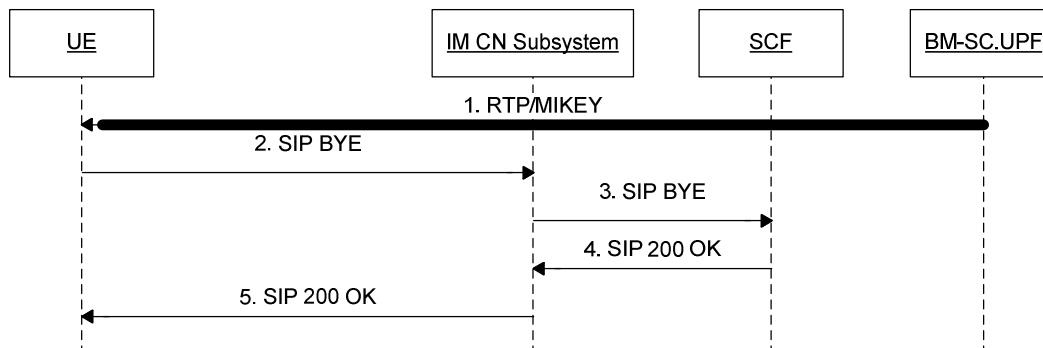 UE
IM CN Subsystem
SCF
BM-SC.UPF
1. RTP/MIKEY
2. SIP BYE
3. SIP BYE
4. SIP 200 OK
5. SIP 200 OK